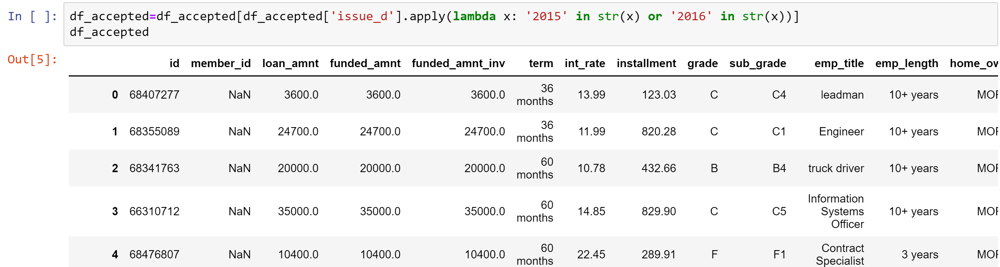 In [ ]: df_accepted=df_accepted[df_accepted['issue_d'].apply(lambda x: '2015' in str(x) or '2016' in str(x))]
df_accepted
Out[5]:
id member_id loan_amnt funded_amnt funded_amnt_inv term int_rate installment grade sub_grade emp_title emp_length home_ow
0 68407277 NaN 3600.0 3600.0 3600.0 36 months 13.99 123.03 C C4 leadman 10+ years MOR
1 68355089 NaN 24700.0 24700.0 24700.0 36 months 11.99 820.28 C C1 Engineer 10+ years MOR
2 68341763 NaN 20000.0 20000.0 20000.0 60 months 10.78 432.66 B B4 truck driver 10+ years MOR
3 66310712 NaN 35000.0 35000.0 35000.0 60 months 14.85 829.90 C C5 Information Systems Officer 10+ years MOR
4 68476807 NaN 10400.0 10400.0 10400.0 60 months 22.45 289.91 F F1 Contract Specialist 3 years MOR